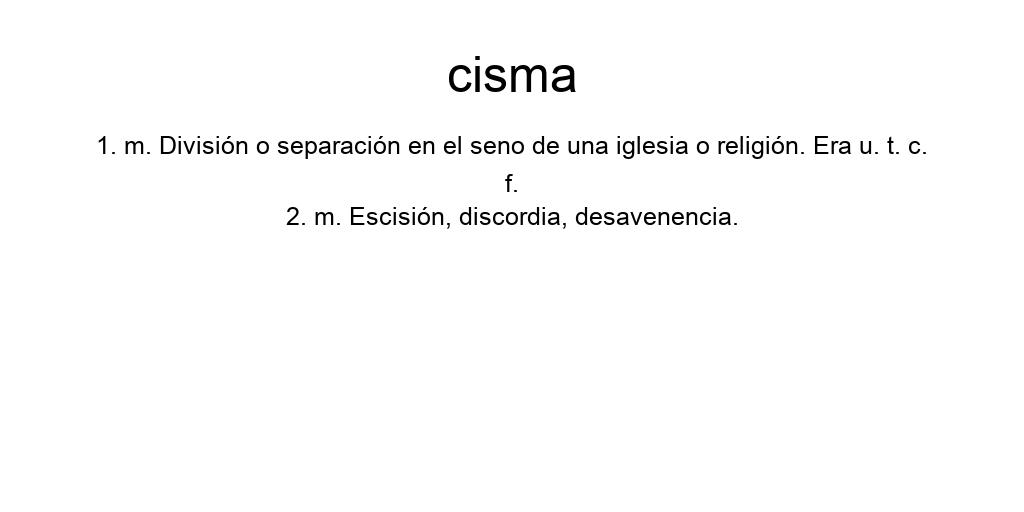 cisma
1. m. División o separación en el seno de una iglesia o religión. Era u. t. c.
f.
2. m. Escisión, discordia, desavenencia.